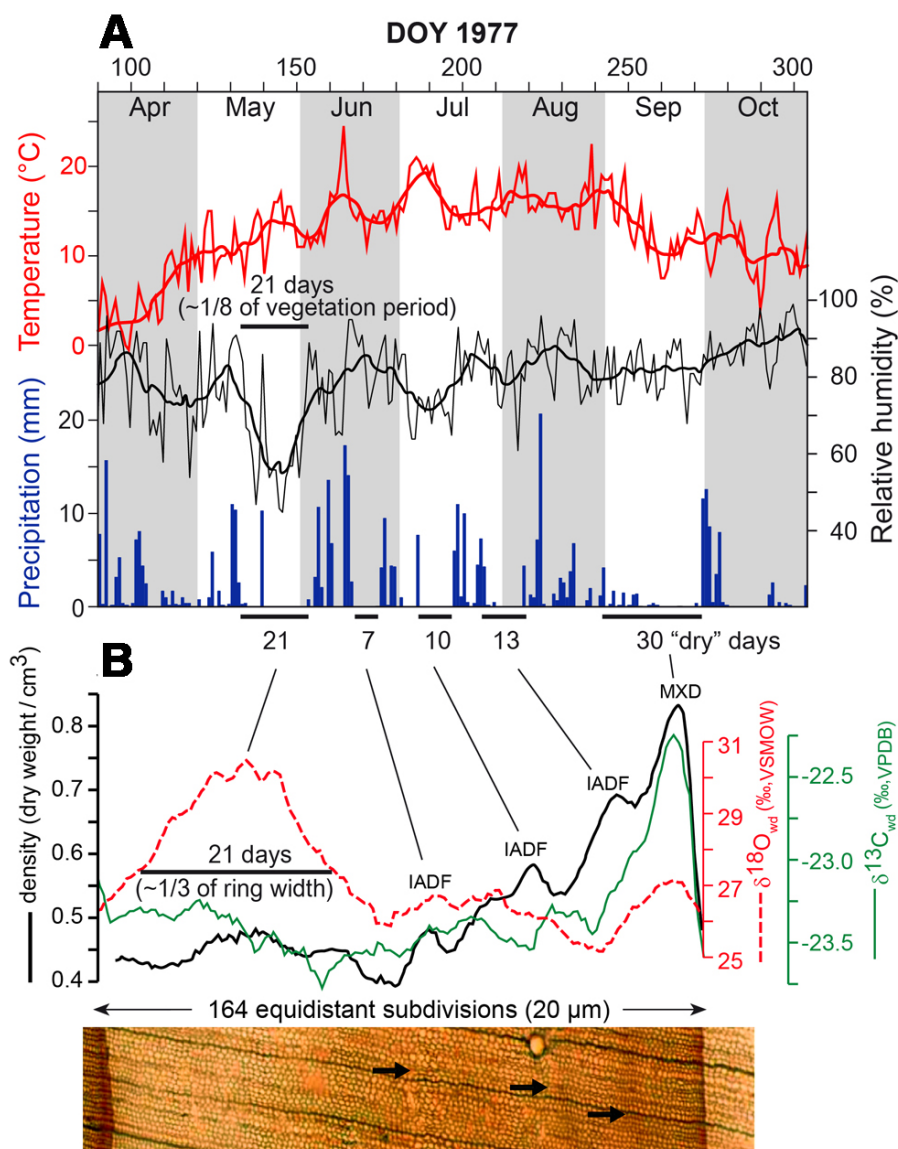 A
DOY 1977
100 150 200 250 300
Apr May Jun Jul Aug Sep Oct
Temperature (°C)
20
10
0
21 days
(~1/8 of vegetation period)
Relative humidity (%)
100
80
60
40
Precipitation (mm)
20
10
0
21 7 10 13 30 “dry” days
B
density (dry weight / cm³)
0.8
0.7
0.6
0.5
0.4
MXD
IADF
IADF
IADF
21 days
(~1/3 of ring width)
31
29
27
25
δ¹⁸O wd (‰, VSMOW)
-22.5
-23.0
-23.5
δ¹³C wd (‰, VPDB)
164 equidistant subdivisions (20 µm)